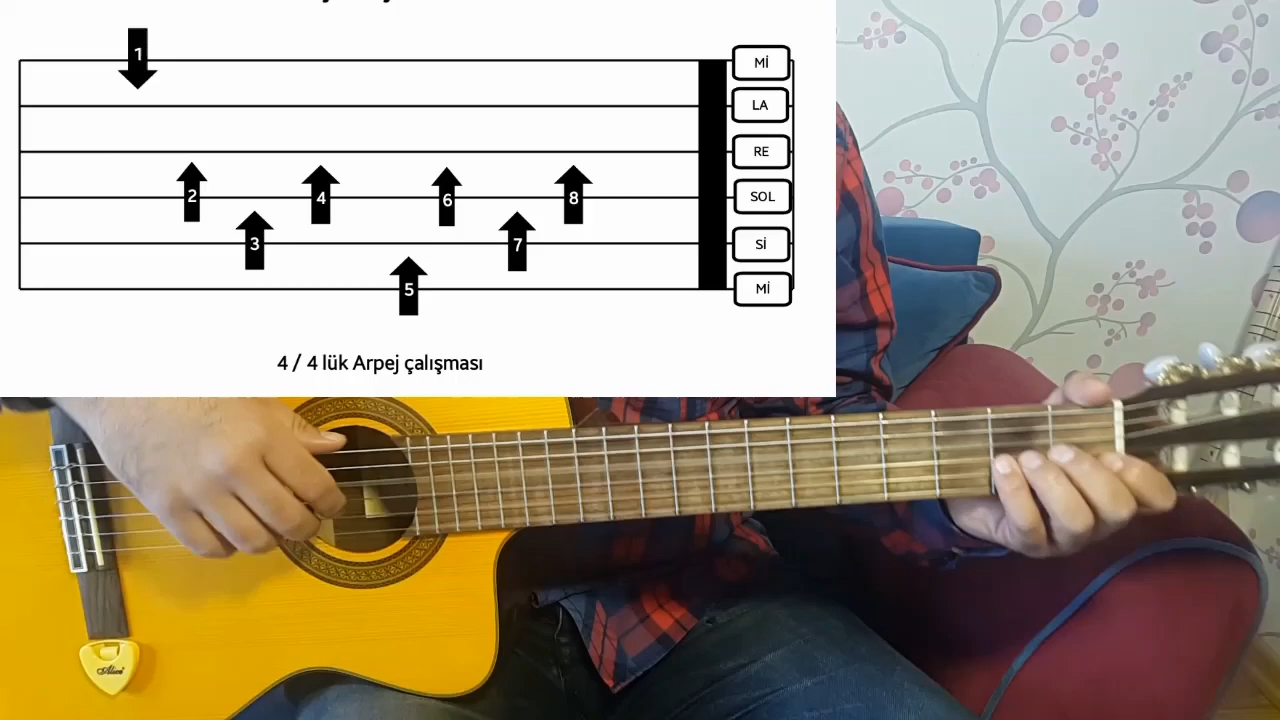 1
Mİ
LA
RE
2 4 6 8
SOL
3 7
Sİ
5
Mİ
4 / 4 lük Arpej çalışması
Alice